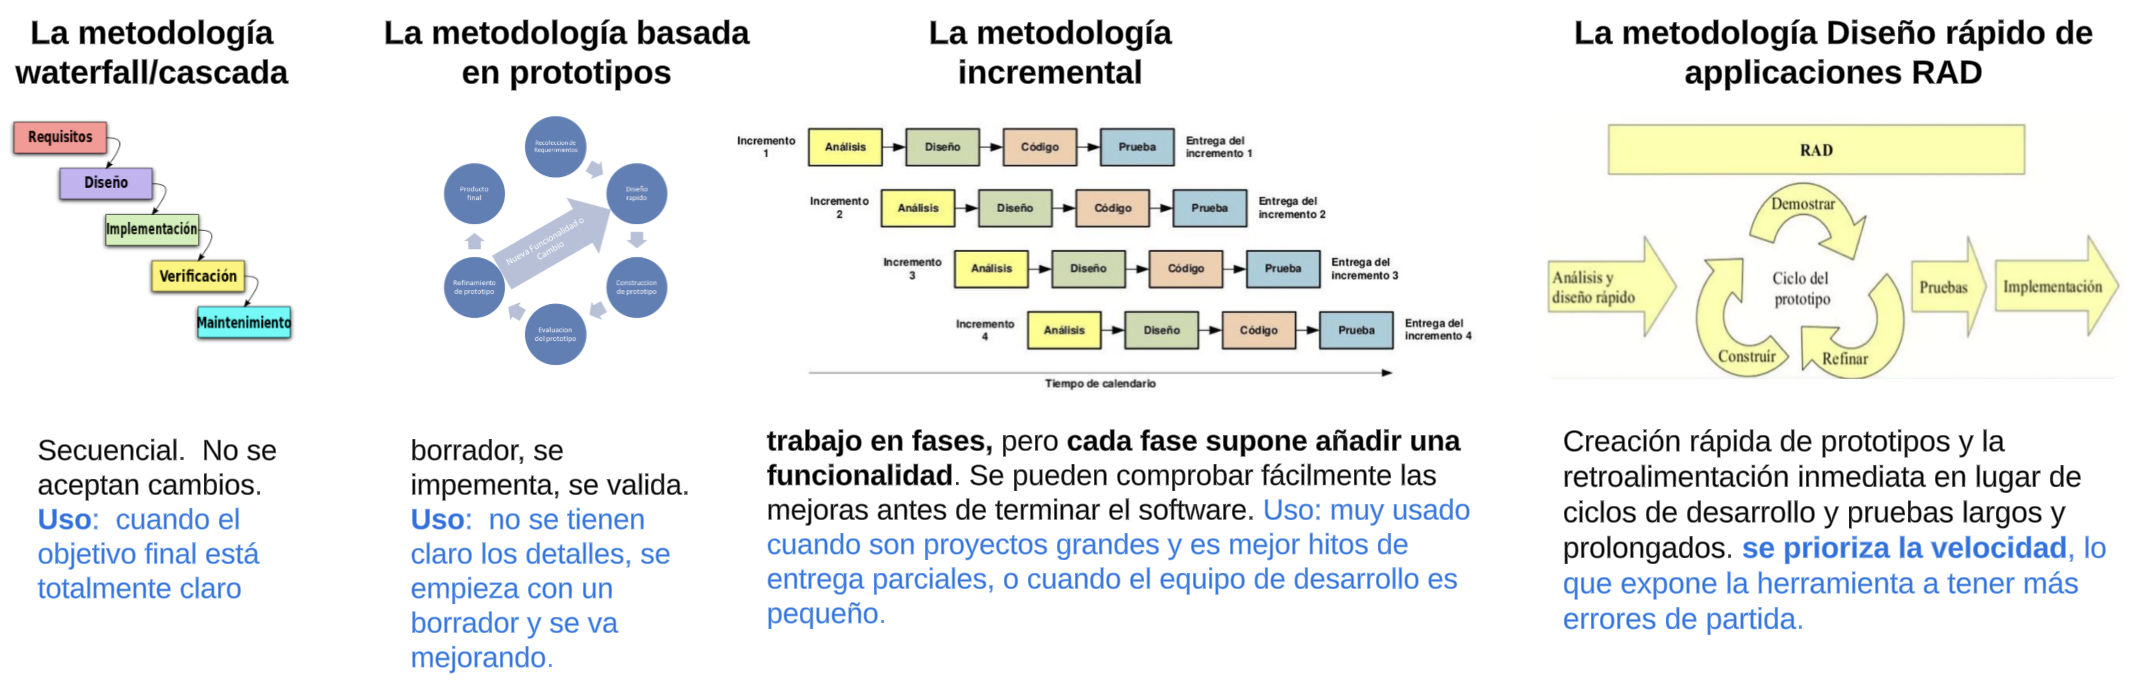 La metodología
waterfall/cascada
Requisitos
Diseño
Implementación
Verificación
Maintenimiento
Secuencial.  No se
aceptan cambios.
Uso:  cuando el
objetivo final está
totalmente claro
La metodología basada
en prototipos
Recoleccion de
Requerimientos
Diseño
rapido
Construccion
de prototipo
Evaluacion
del prototipo
Refinamiento
de prototipo
Producto
final
Nueva Funcionalidad o
Cambio
borrador, se
impementa, se valida.
Uso:  no se tienen
claro los detalles, se
empieza con un
borrador y se va
mejorando.
La metodología
incremental
Incremento
1
Análisis
Diseño
Código
Prueba
Entrega del
incremento 1
Incremento
2
Análisis
Diseño
Código
Prueba
Entrega del
incremento 2
Incremento
3
Análisis
Diseño
Código
Prueba
Entrega del
incremento 3
Incremento
4
Análisis
Diseño
Código
Prueba
Entrega del
incremento 4
Tiempo de calendario
trabajo en fases, pero cada fase supone añadir una
funcionalidad. Se pueden comprobar fácilmente las
mejoras antes de terminar el software. Uso: muy usado
cuando son proyectos grandes y es mejor hitos de
entrega parciales, o cuando el equipo de desarrollo es
pequeño.
La metodología Diseño rápido de
applicaciones RAD
RAD
Análisis y
diseño rápido
Demostrar
Ciclo del
prototipo
Construir
Refinar
Pruebas
Implementación
Creación rápida de prototipos y la
retroalimentación inmediata en lugar de
ciclos de desarrollo y pruebas largos y
prolongados. se prioriza la velocidad, lo
que expone la herramienta a tener más
errores de partida.